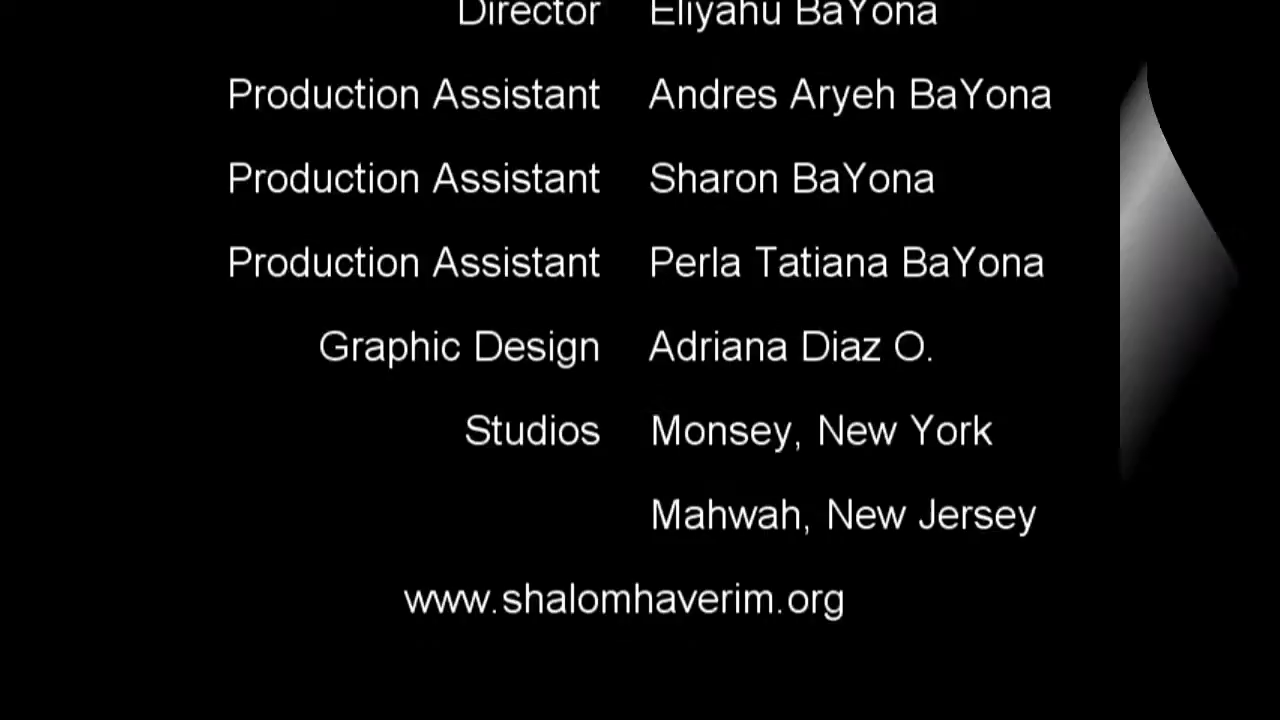 Director Eliyahu BaYona
Production Assistant Andres Aryeh BaYona
Production Assistant Sharon BaYona
Production Assistant Perla Tatiana BaYona
Graphic Design Adriana Diaz O.
Studios Monsey, New York
Mahwah, New Jersey
www.shalomhaverim.org